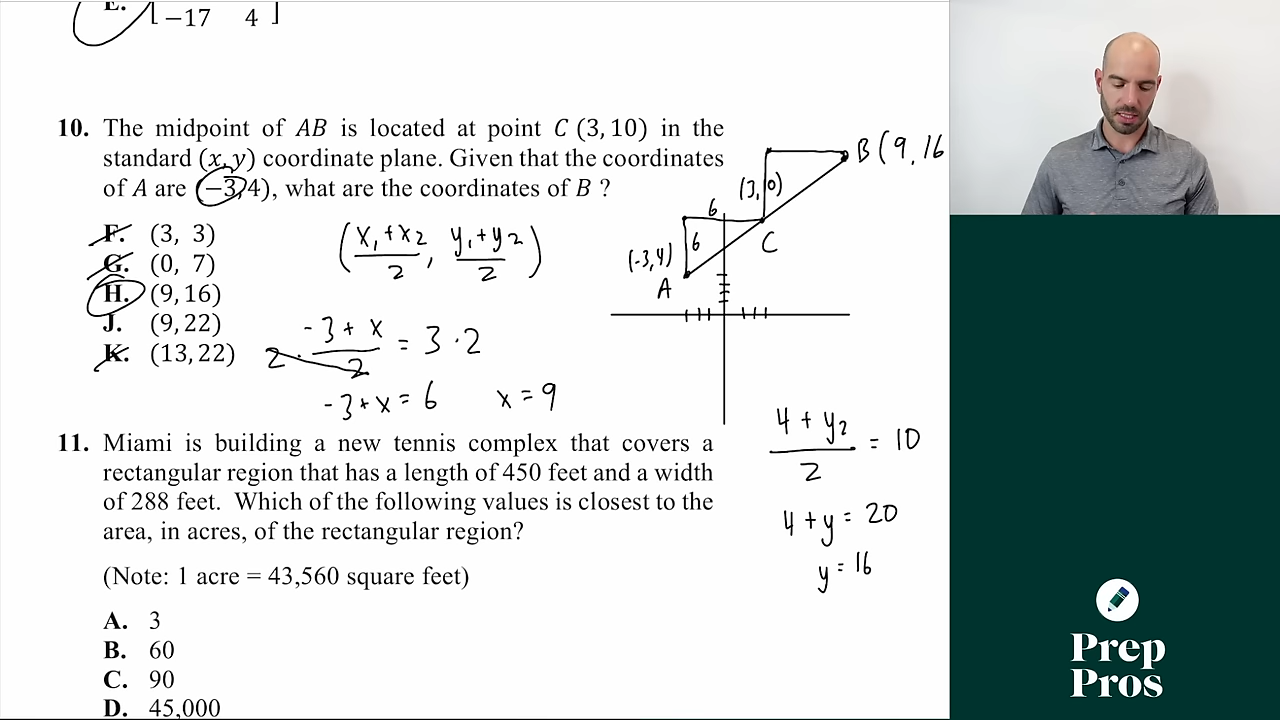 E. [ −17 4 ]
10. The midpoint of AB is located at point C (3, 10) in the
standard (x, y) coordinate plane. Given that the coordinates
of A are (−3, 4), what are the coordinates of B ?
F. (3, 3)
G. (0, 7)
H. (9, 16)
J. (9, 22)
K. (13, 22)
(x₁+x₂/2, y₁+y₂/2)
2 · -3 + x/2 = 3 · 2
-3 + x = 6 x = 9
B (9, 16
(3,10)
6
6
C
(-3,4)
A
4 + y₂/2 = 10
4 + y = 20
y = 16
11. Miami is building a new tennis complex that covers a
rectangular region that has a length of 450 feet and a width
of 288 feet. Which of the following values is closest to the
area, in acres, of the rectangular region?
(Note: 1 acre = 43,560 square feet)
A. 3
B. 60
C. 90
D. 45,000
Prep
Pros